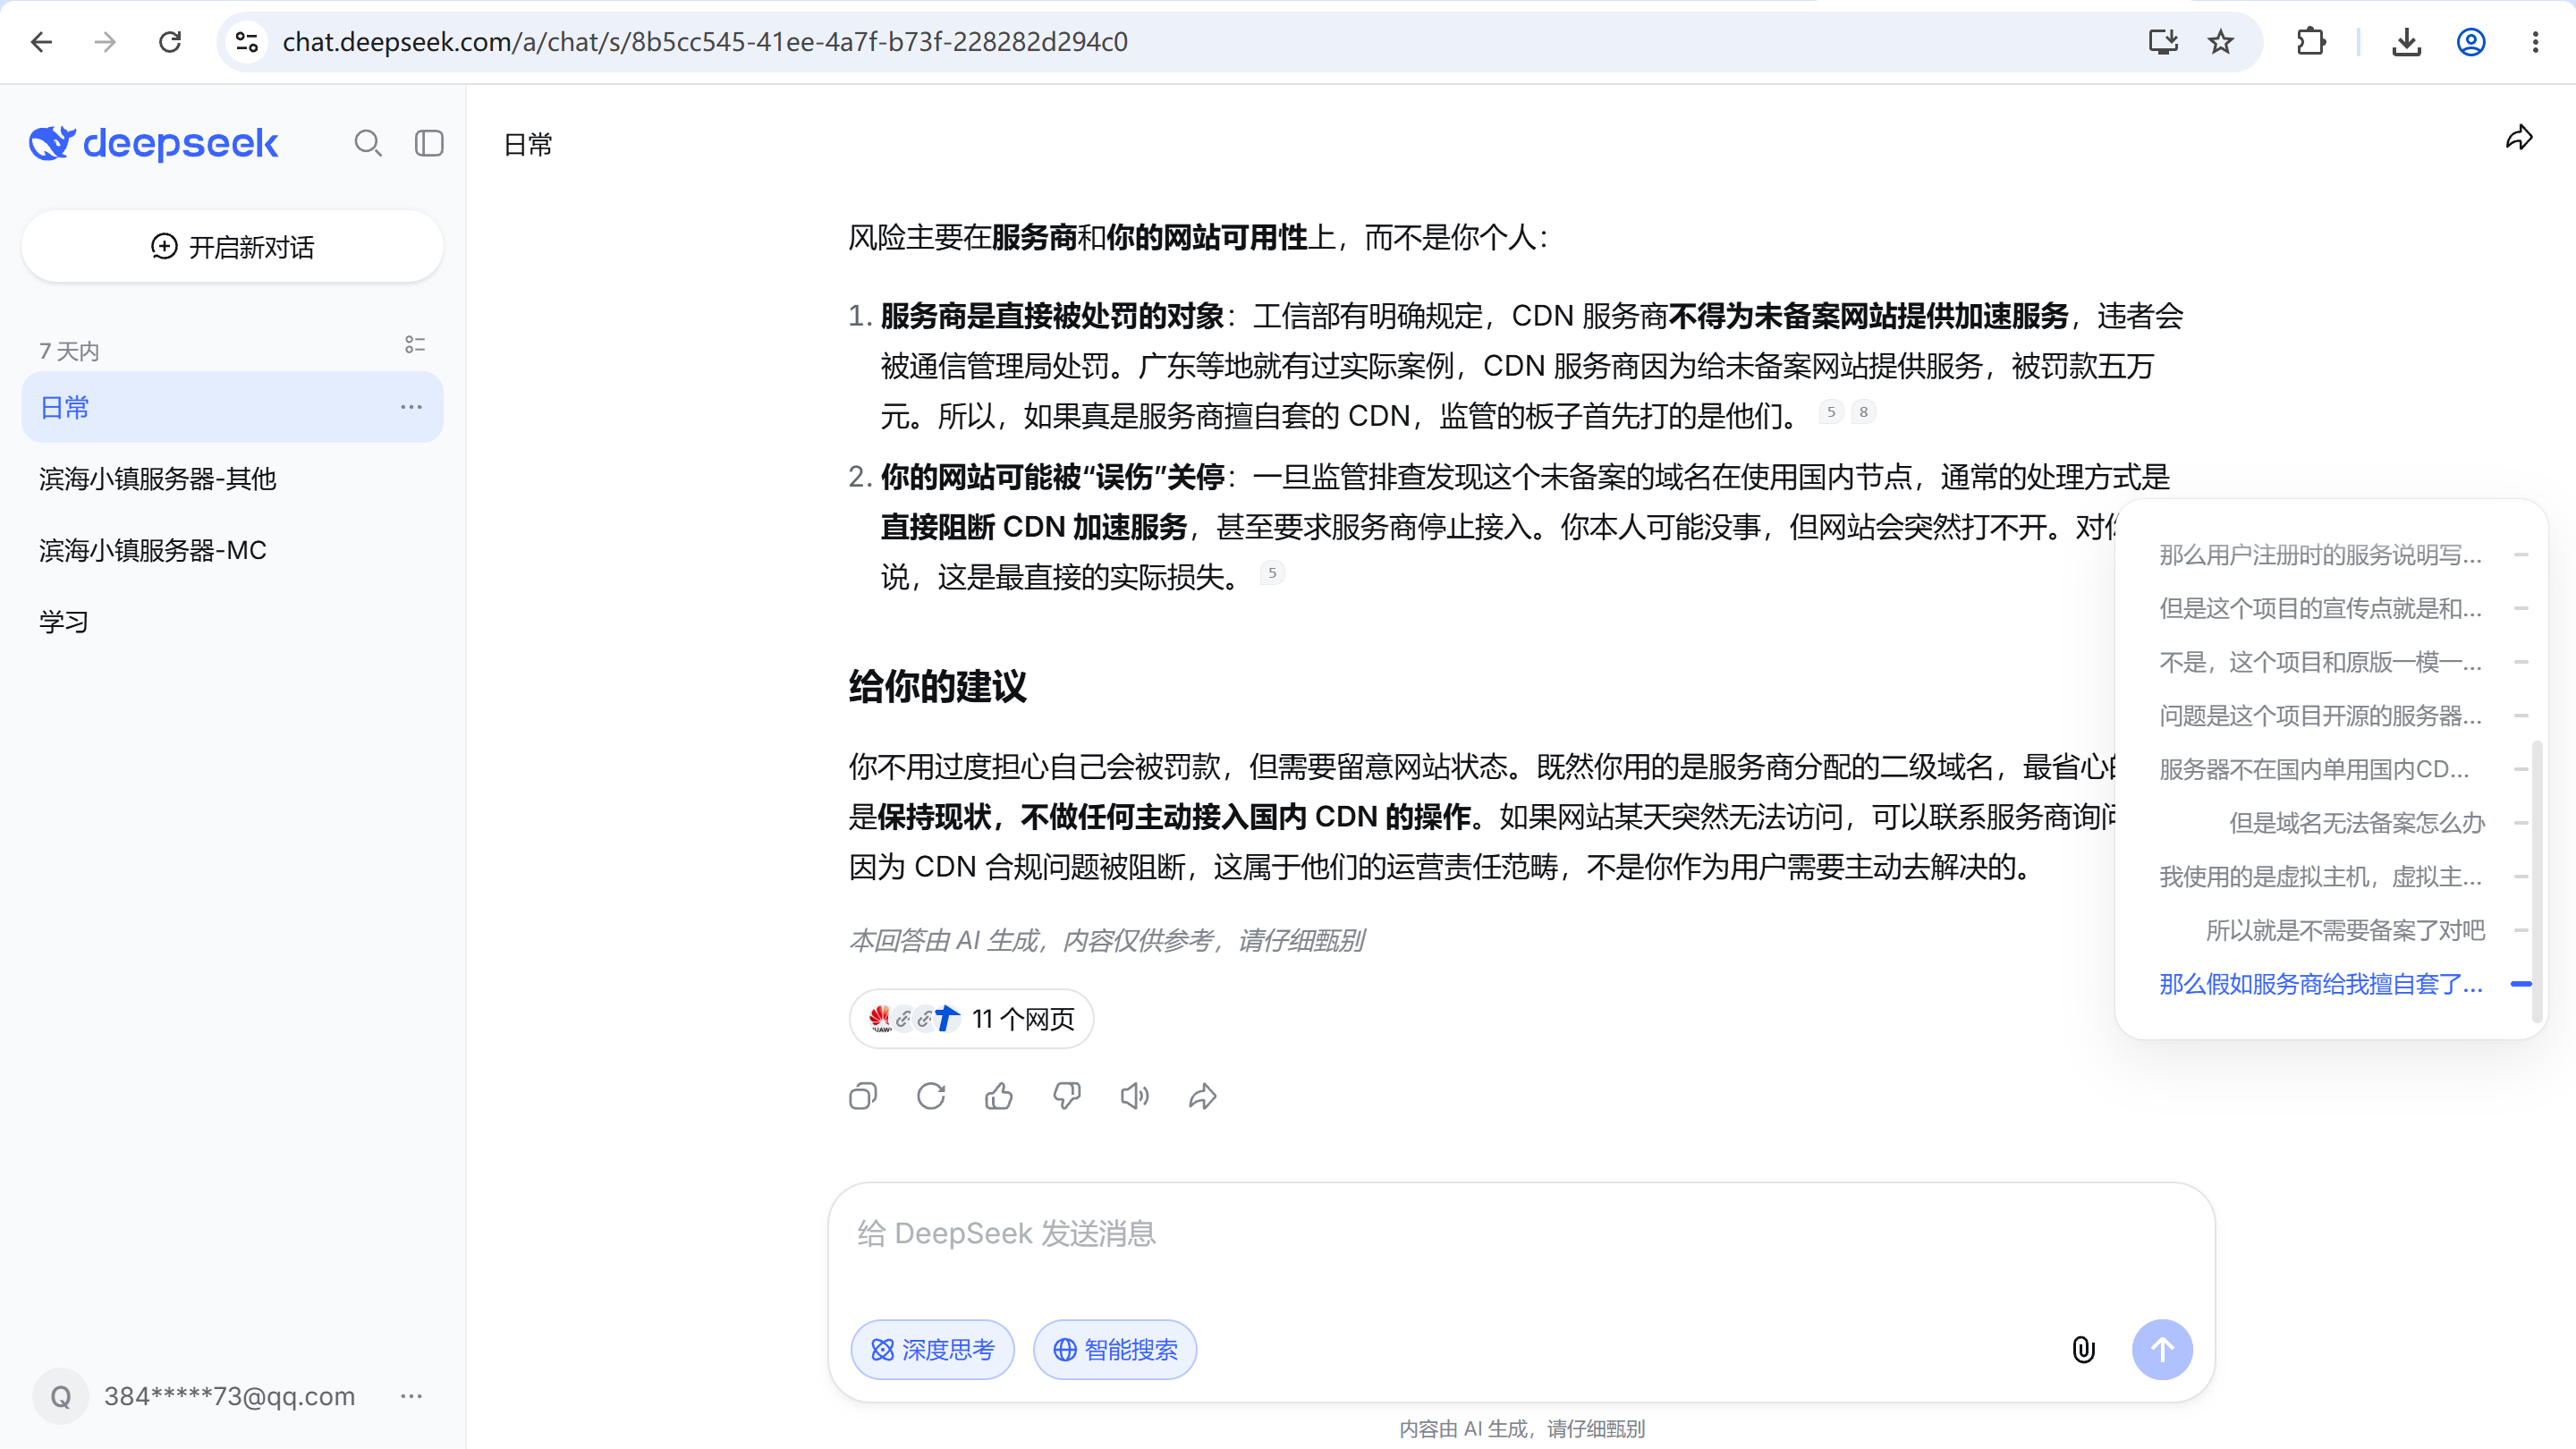 chat.deepseek.com/a/chat/s/8b5cc545-41ee-4a7f-b73f-228282d294c0
deepseek
开启新对话
7 天内
日常
滨海小镇服务器-其他
滨海小镇服务器-MC
学习
Q 384*****73@qq.com
日常
风险主要在服务商和你的网站可用性上，而不是你个人：
1. 服务商是直接被处罚的对象：工信部有明确规定，CDN 服务商不得为未备案网站提供加速服务，违者会
被通信管理局处罚。广东等地就有过实际案例，CDN 服务商因为给未备案网站提供服务，被罚款五万
元。所以，如果真是服务商擅自套的 CDN，监管的板子首先打的是他们。 5 8
2. 你的网站可能被“误伤”关停：一旦监管排查发现这个未备案的域名在使用国内节点，通常的处理方式是
直接阻断 CDN 加速服务，甚至要求服务商停止接入。你本人可能没事，但网站会突然打不开。对
说，这是最直接的实际损失。 5
给你的建议
你不用过度担心自己会被罚款，但需要留意网站状态。既然你用的是服务商分配的二级域名，最省心
是保持现状，不做任何主动接入国内 CDN 的操作。如果网站某天突然无法访问，可以联系服务商询问
因为 CDN 合规问题被阻断，这属于他们的运营责任范畴，不是你作为用户需要主动去解决的。
本回答由 AI 生成，内容仅供参考，请仔细甄别
11 个网页
那么用户注册时的服务说明写...
但是这个项目的宣传点就是和...
不是，这个项目和原版一模一...
问题是这个项目开源的服务器...
服务器不在国内单用国内CD...
但是域名无法备案怎么办
我使用的是虚拟主机，虚拟主...
所以就是不需要备案了对吧
那么假如服务商给我擅自套了...
给 DeepSeek 发送消息
深度思考
智能搜索
内容由 AI 生成，请仔细甄别